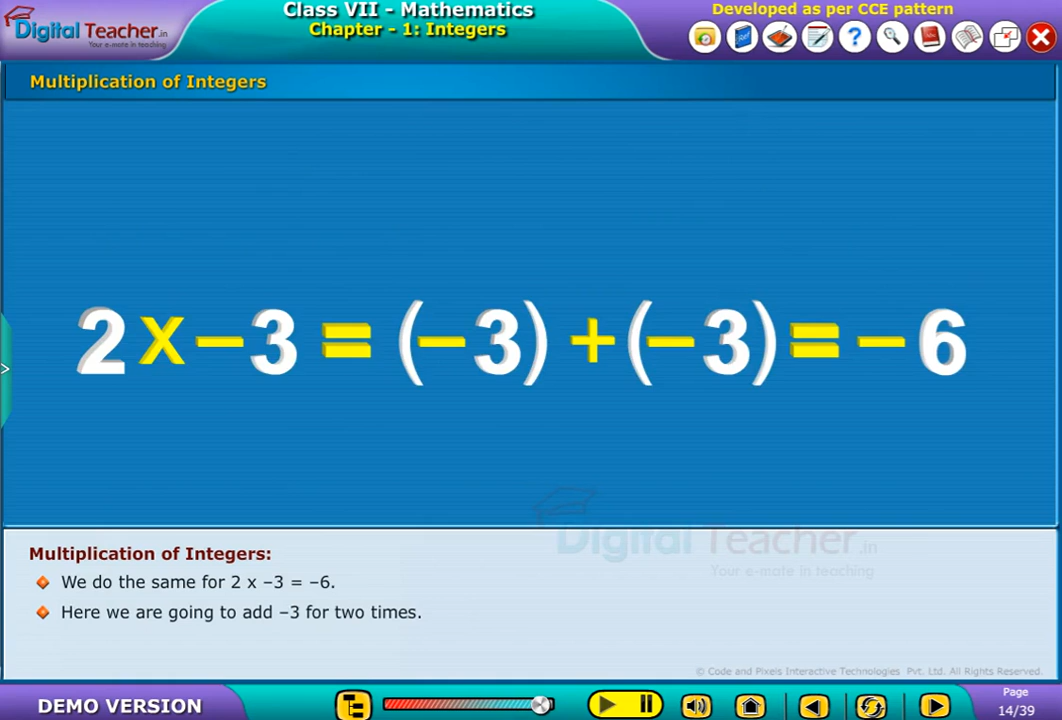 Digital Teacher.in
Your e-mate in teaching
Class VII - Mathematics
Chapter - 1: Integers
Developed as per CCE pattern
?
Multiplication of Integers
>
2 x –3 = (–3) + (–3) = – 6
Digital Teacher.in
Your e-mate in teaching
Multiplication of Integers:
We do the same for 2 x –3 = –6.
Here we are going to add –3 for two times.
© Code and Pixels Interactive Technologies Pvt. Ltd. All Rights Reserved.
DEMO VERSION
Page
14/39